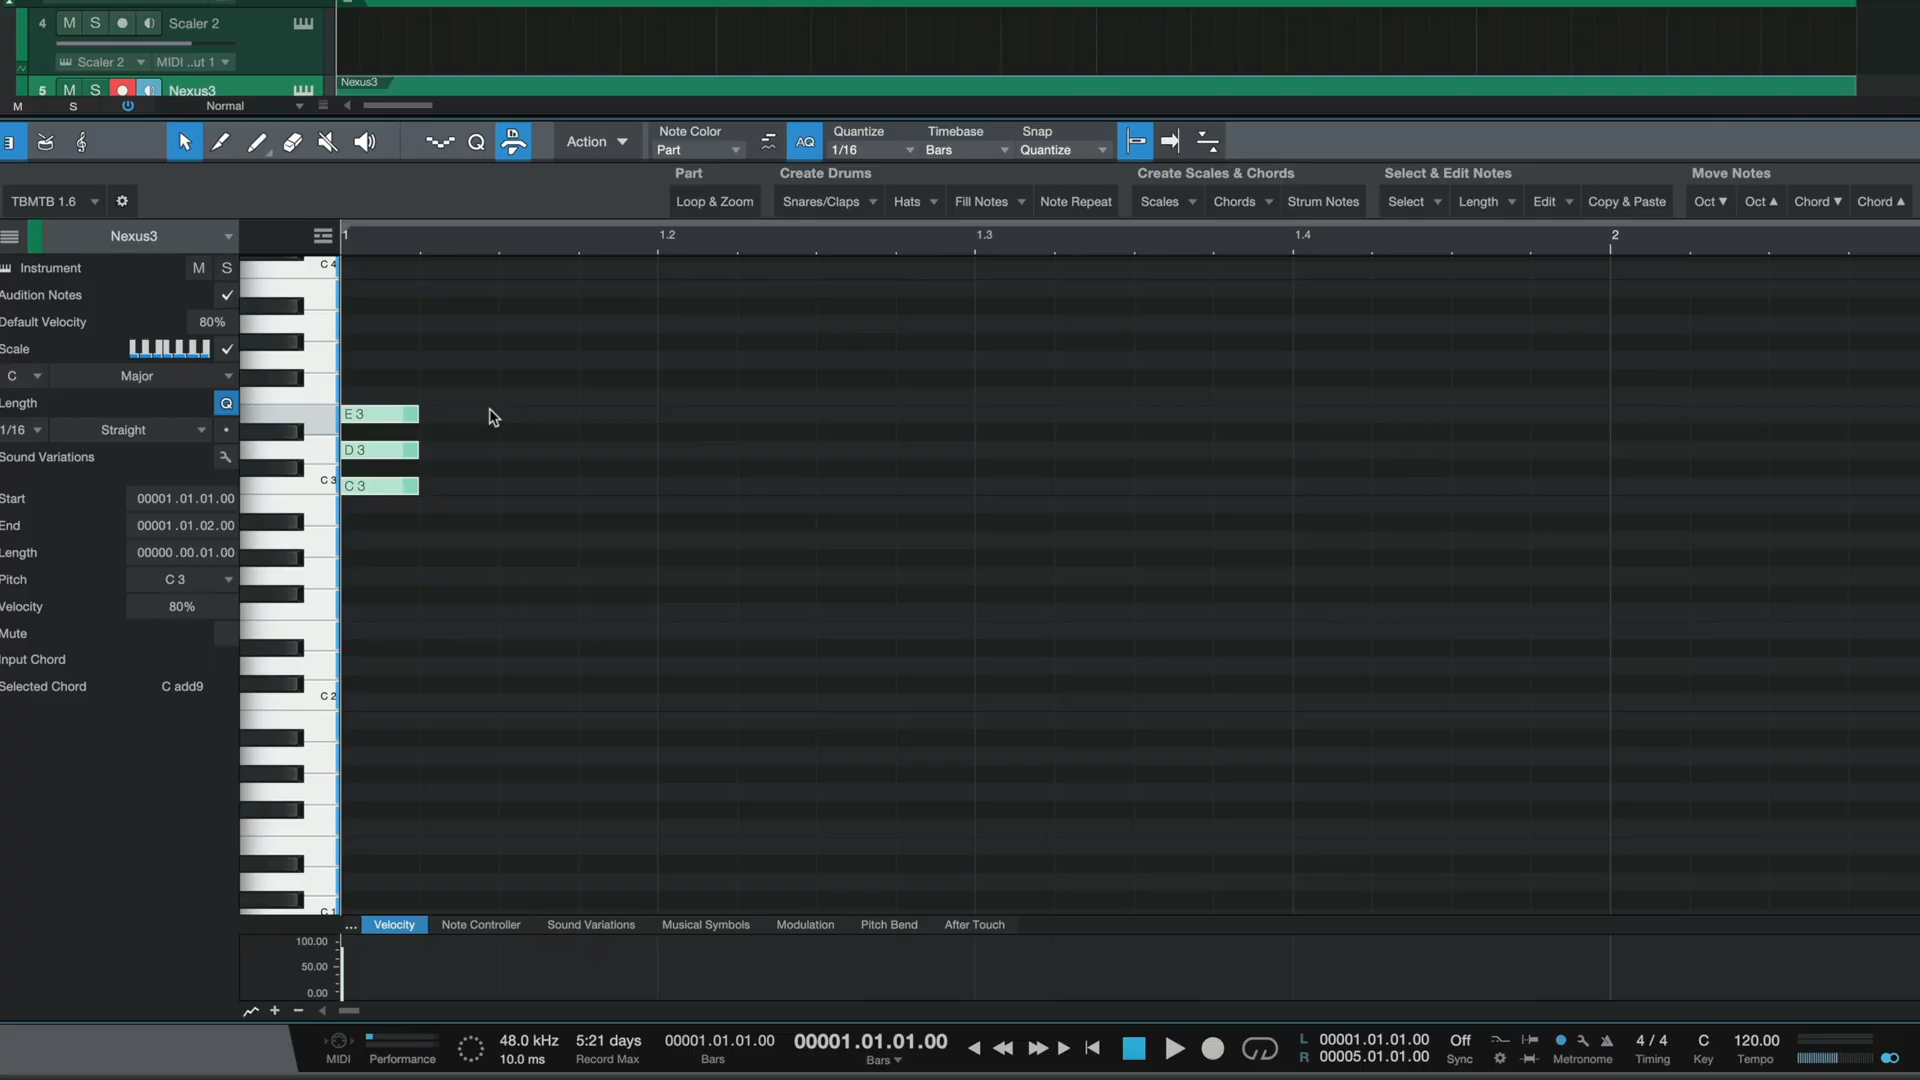 4 M S Scaler 2
Scaler 2 MIDI ..ut 1
5 M S Nexus3
Nexus3
M S Normal
Action
Note Color
Part
AQ
Quantize
1/16
Timebase
Bars
Snap
Quantize
Q
TBMTB 1.6
Part
Loop & Zoom
Create Drums
Snares/Claps
Hats
Fill Notes
Note Repeat
Create Scales & Chords
Scales
Chords
Strum Notes
Select & Edit Notes
Select
Length
Edit
Copy & Paste
Move Notes
Oct ▼
Oct ▲
Chord ▼
Chord ▲
Nexus3
1 1.2 1.3 1.4 2
Instrument M S
Audition Notes
Default Velocity 80%
Scale
C Major
Length Q
1/16 Straight
Sound Variations
Start 00001.01.01.00
End 00001.01.02.00
Length 00000.00.01.00
Pitch C 3
Velocity 80%
Mute
Input Chord
Selected Chord C add9
C 4
C 3
C 2
C 1
E 3
D 3
C 3
... Velocity Note Controller Sound Variations Musical Symbols Modulation Pitch Bend After Touch
100.00
50.00
0.00
MIDI
Performance
48.0 kHz
10.0 ms
5:21 days
Record Max
00001.01.01.00
Bars
00001.01.01.00
Bars
L 00001.01.01.00
R 00005.01.01.00
Off
Sync
Metronome
4 / 4
Timing
C
Key
120.00
Tempo